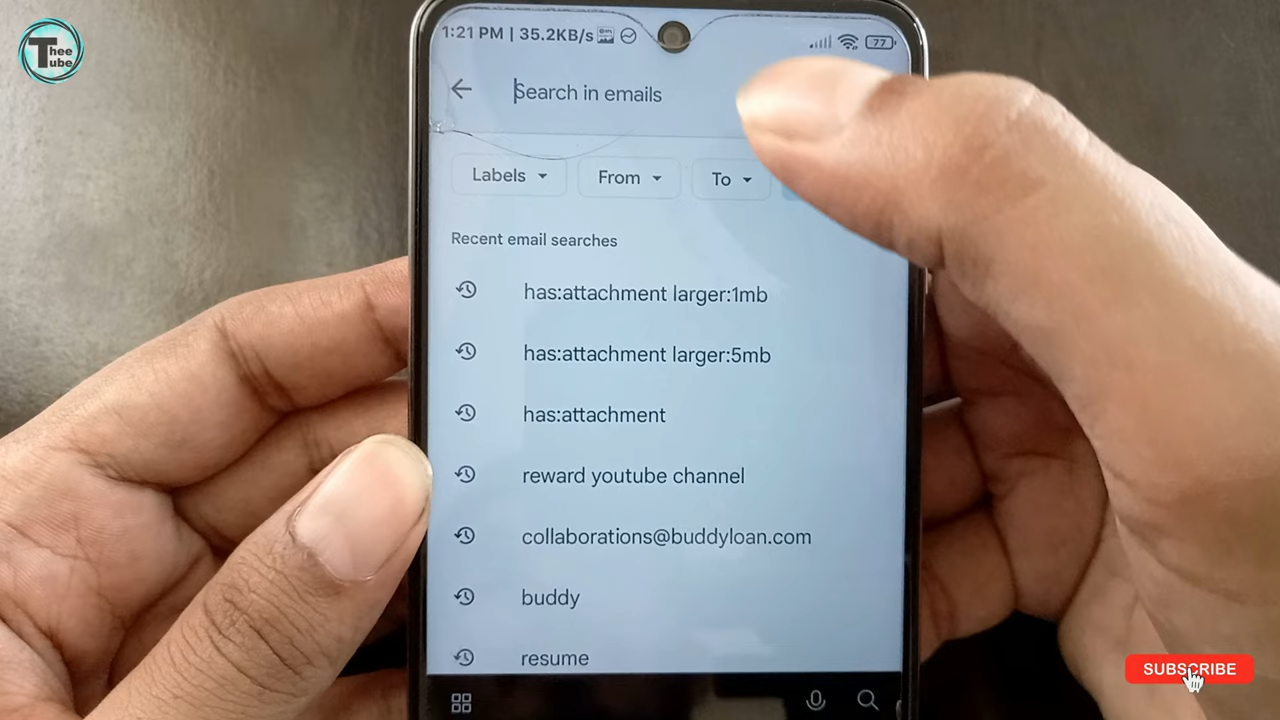 Thee
Tube
1:21 PM | 35.2KB/s
77
Search in emails
Labels
From
To
Recent email searches
has:attachment larger:1mb
has:attachment larger:5mb
has:attachment
reward youtube channel
collaborations@buddyloan.com
buddy
resume
SUBSCRIBE